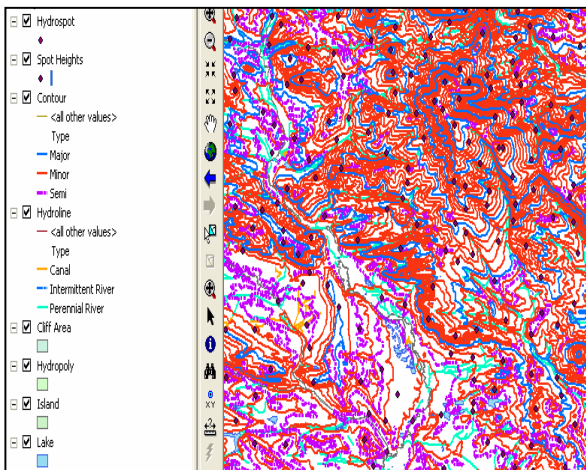 Hydrospot
Spot Heights
Contour
<all other values>
Type
Major
Minor
Semi
Hydroline
<all other values>
Type
Canal
Intermittent River
Perennial River
Cliff Area
Hydropoly
Island
Lake
XY